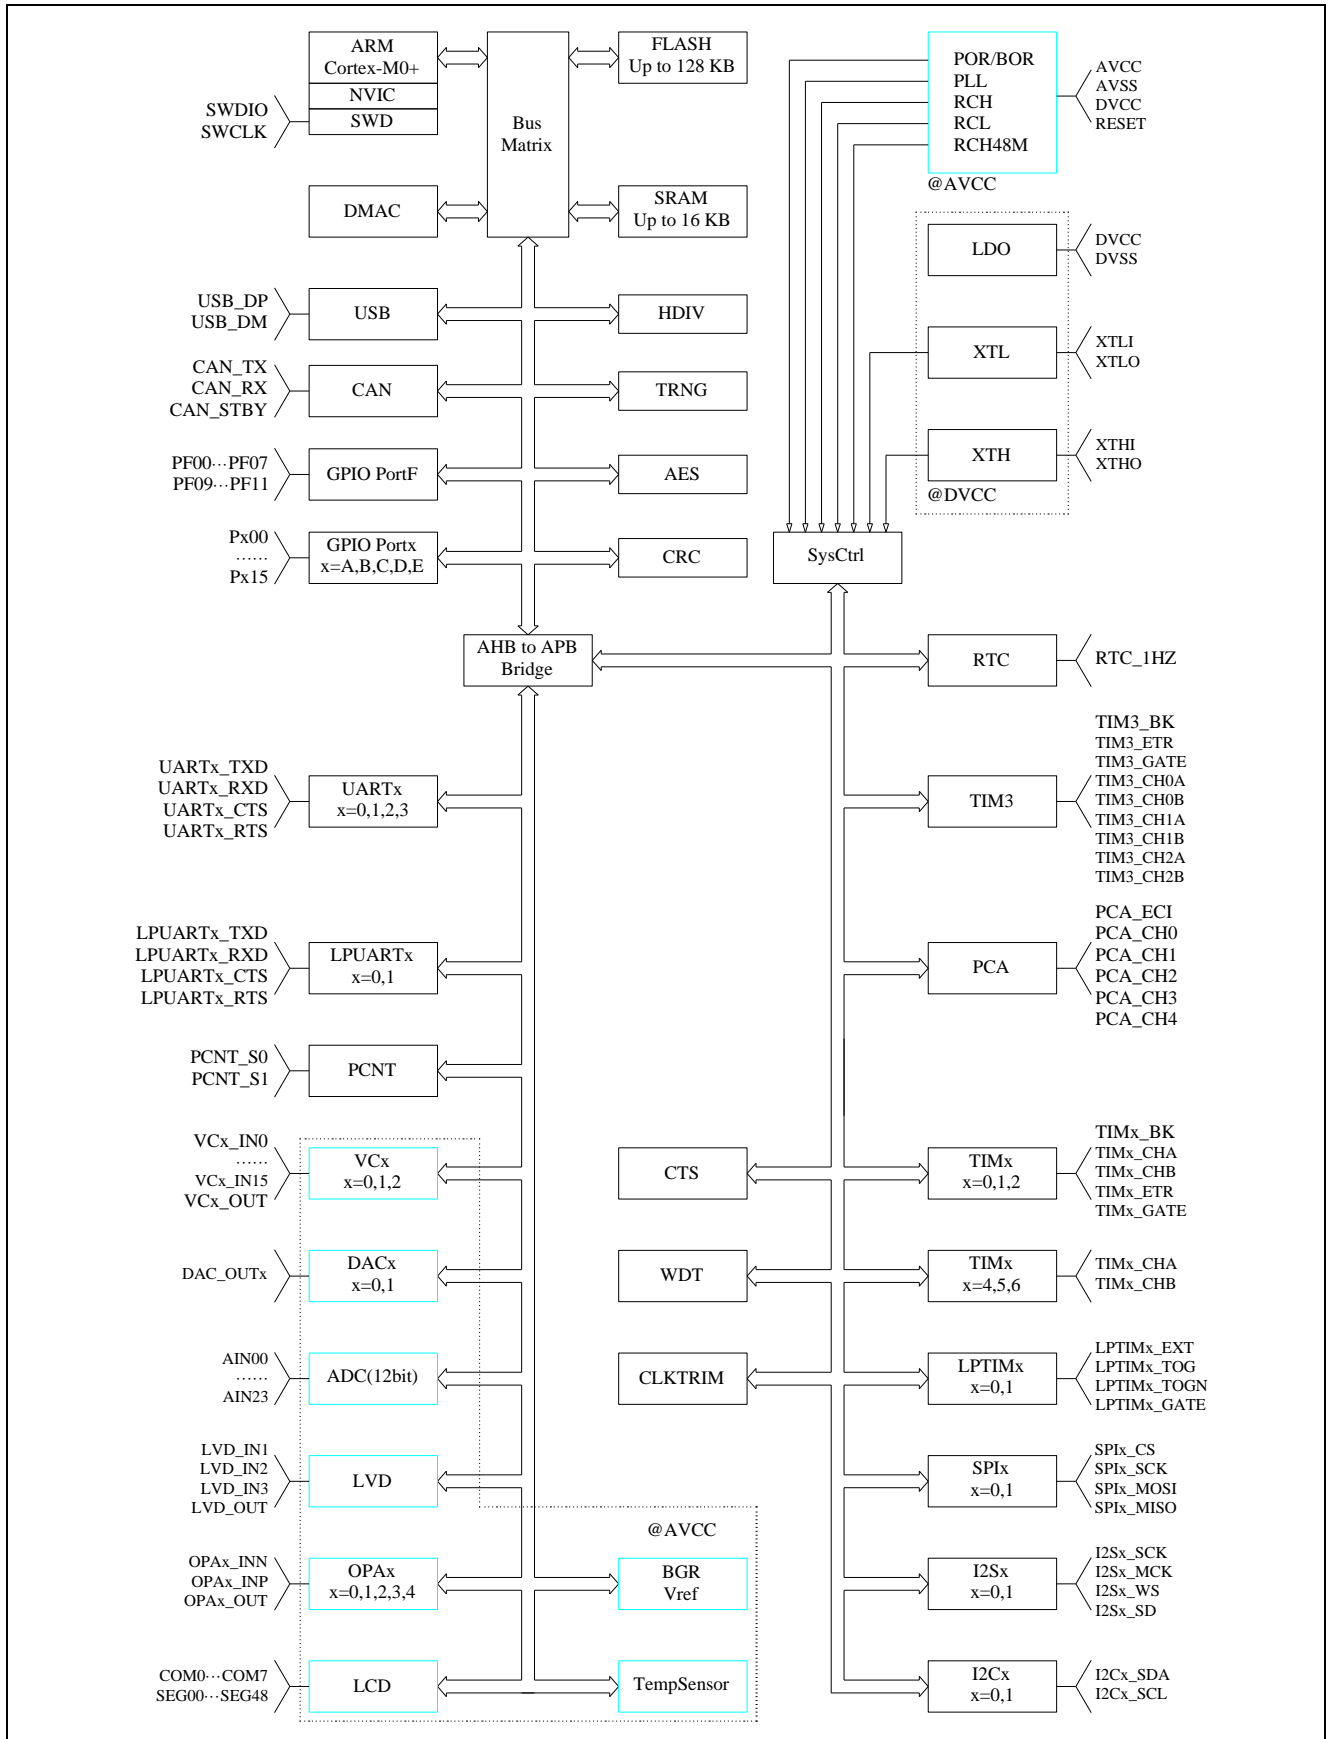 ARM
Cortex-M0+
NVIC
SWD
SWDIO
SWCLK
Bus
Matrix
FLASH
Up to 128 KB
DMAC
SRAM
Up to 16 KB
POR/BOR
PLL
RCH
RCL
RCH48M
@AVCC
AVCC
AVSS
DVCC
RESET
LDO
DVCC
DVSS
XTL
XTLI
XTLO
XTH
XTHI
XTHO
@DVCC
SysCtrl
USB_DP
USB_DM
USB
HDIV
CAN_TX
CAN_RX
CAN_STBY
CAN
TRNG
PF00···PF07
PF09···PF11
GPIO PortF
AES
Px00
······
Px15
GPIO Portx
x=A,B,C,D,E
CRC
AHB to APB
Bridge
RTC
RTC_1HZ
UARTx_TXD
UARTx_RXD
UARTx_CTS
UARTx_RTS
UARTx
x=0,1,2,3
TIM3
TIM3_BK
TIM3_ETR
TIM3_GATE
TIM3_CH0A
TIM3_CH0B
TIM3_CH1A
TIM3_CH1B
TIM3_CH2A
TIM3_CH2B
LPUARTx_TXD
LPUARTx_RXD
LPUARTx_CTS
LPUARTx_RTS
LPUARTx
x=0,1
PCA
PCA_ECI
PCA_CH0
PCA_CH1
PCA_CH2
PCA_CH3
PCA_CH4
PCNT_S0
PCNT_S1
PCNT
VCx_IN0
······
VCx_IN15
VCx_OUT
VCx
x=0,1,2
CTS
TIMx
x=0,1,2
TIMx_BK
TIMx_CHA
TIMx_CHB
TIMx_ETR
TIMx_GATE
DAC_OUTx
DACx
x=0,1
WDT
TIMx
x=4,5,6
TIMx_CHA
TIMx_CHB
AIN00
······
AIN23
ADC(12bit)
CLKTRIM
LPTIMx
x=0,1
LPTIMx_EXT
LPTIMx_TOG
LPTIMx_TOGN
LPTIMx_GATE
LVD_IN1
LVD_IN2
LVD_IN3
LVD_OUT
LVD
SPIx
x=0,1
SPIx_CS
SPIx_SCK
SPIx_MOSI
SPIx_MISO
@AVCC
OPAx_INN
OPAx_INP
OPAx_OUT
OPAx
x=0,1,2,3,4
BGR
Vref
I2Sx
x=0,1
I2Sx_SCK
I2Sx_MCK
I2Sx_WS
I2Sx_SD
COM0···COM7
SEG00···SEG48
LCD
TempSensor
I2Cx
x=0,1
I2Cx_SDA
I2Cx_SCL